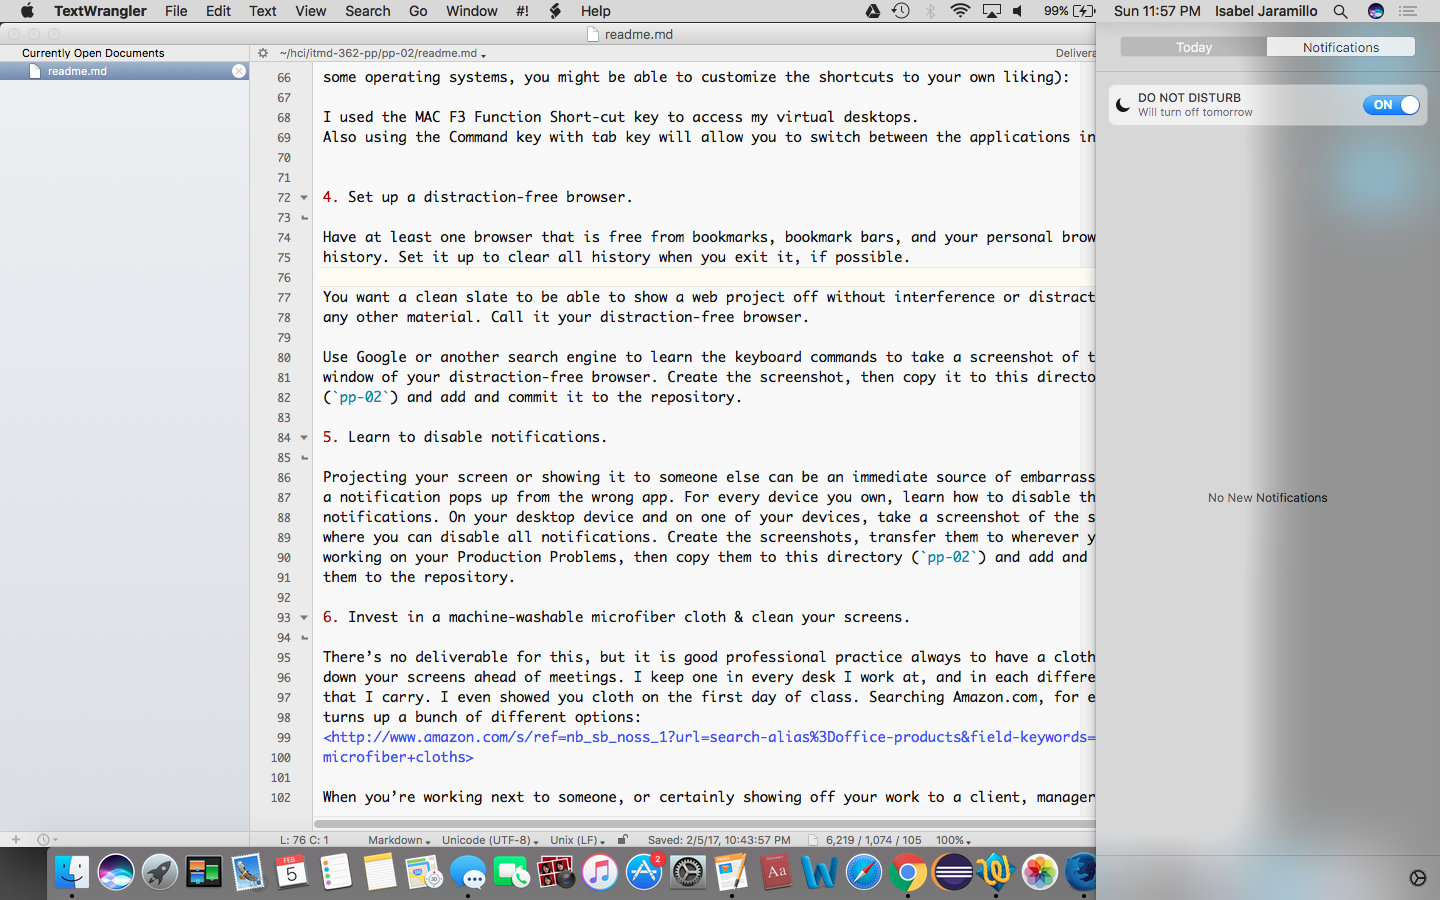 TextWrangler File Edit Text View Search Go Window #! Help 99% Sun 11:57 PM Isabel Jaramillo
readme.md
Currently Open Documents
readme.md
~/hci/itmd-362-pp/pp-02/readme.md Delivera
66 some operating systems, you might be able to customize the shortcuts to your own liking):
67
68 I used the MAC F3 Function Short-cut key to access my virtual desktops.
69 Also using the Command key with tab key will allow you to switch between the applications in
70
71
72 4. Set up a distraction-free browser.
73
74 Have at least one browser that is free from bookmarks, bookmark bars, and your personal brow
75 history. Set it up to clear all history when you exit it, if possible.
76
77 You want a clean slate to be able to show a web project off without interference or distract
78 any other material. Call it your distraction-free browser.
79
80 Use Google or another search engine to learn the keyboard commands to take a screenshot of t
81 window of your distraction-free browser. Create the screenshot, then copy it to this directo
82 (`pp-02`) and add and commit it to the repository.
83
84 5. Learn to disable notifications.
85
86 Projecting your screen or showing it to someone else can be an immediate source of embarrass
87 a notification pops up from the wrong app. For every device you own, learn how to disable th
88 notifications. On your desktop device and on one of your devices, take a screenshot of the s
89 where you can disable all notifications. Create the screenshots, transfer them to wherever y
90 working on your Production Problems, then copy them to this directory (`pp-02`) and add and
91 them to the repository.
92
93 6. Invest in a machine-washable microfiber cloth & clean your screens.
94
95 There’s no deliverable for this, but it is good professional practice always to have a cloth
96 down your screens ahead of meetings. I keep one in every desk I work at, and in each differe
97 that I carry. I even showed you cloth on the first day of class. Searching Amazon.com, for e
98 turns up a bunch of different options:
99 <http://www.amazon.com/s/ref=nb_sb_noss_1?url=search-alias%3Doffice-products&field-keywords=
100 microfiber+cloths>
101
102 When you’re working next to someone, or certainly showing off your work to a client, manager
L: 76 C: 1 Markdown Unicode (UTF-8) Unix (LF) Saved: 2/5/17, 10:43:57 PM 6,219 / 1,074 / 105 100%
Today Notifications
DO NOT DISTURB
Will turn off tomorrow
ON
No New Notifications
FEB
5
2
Aa